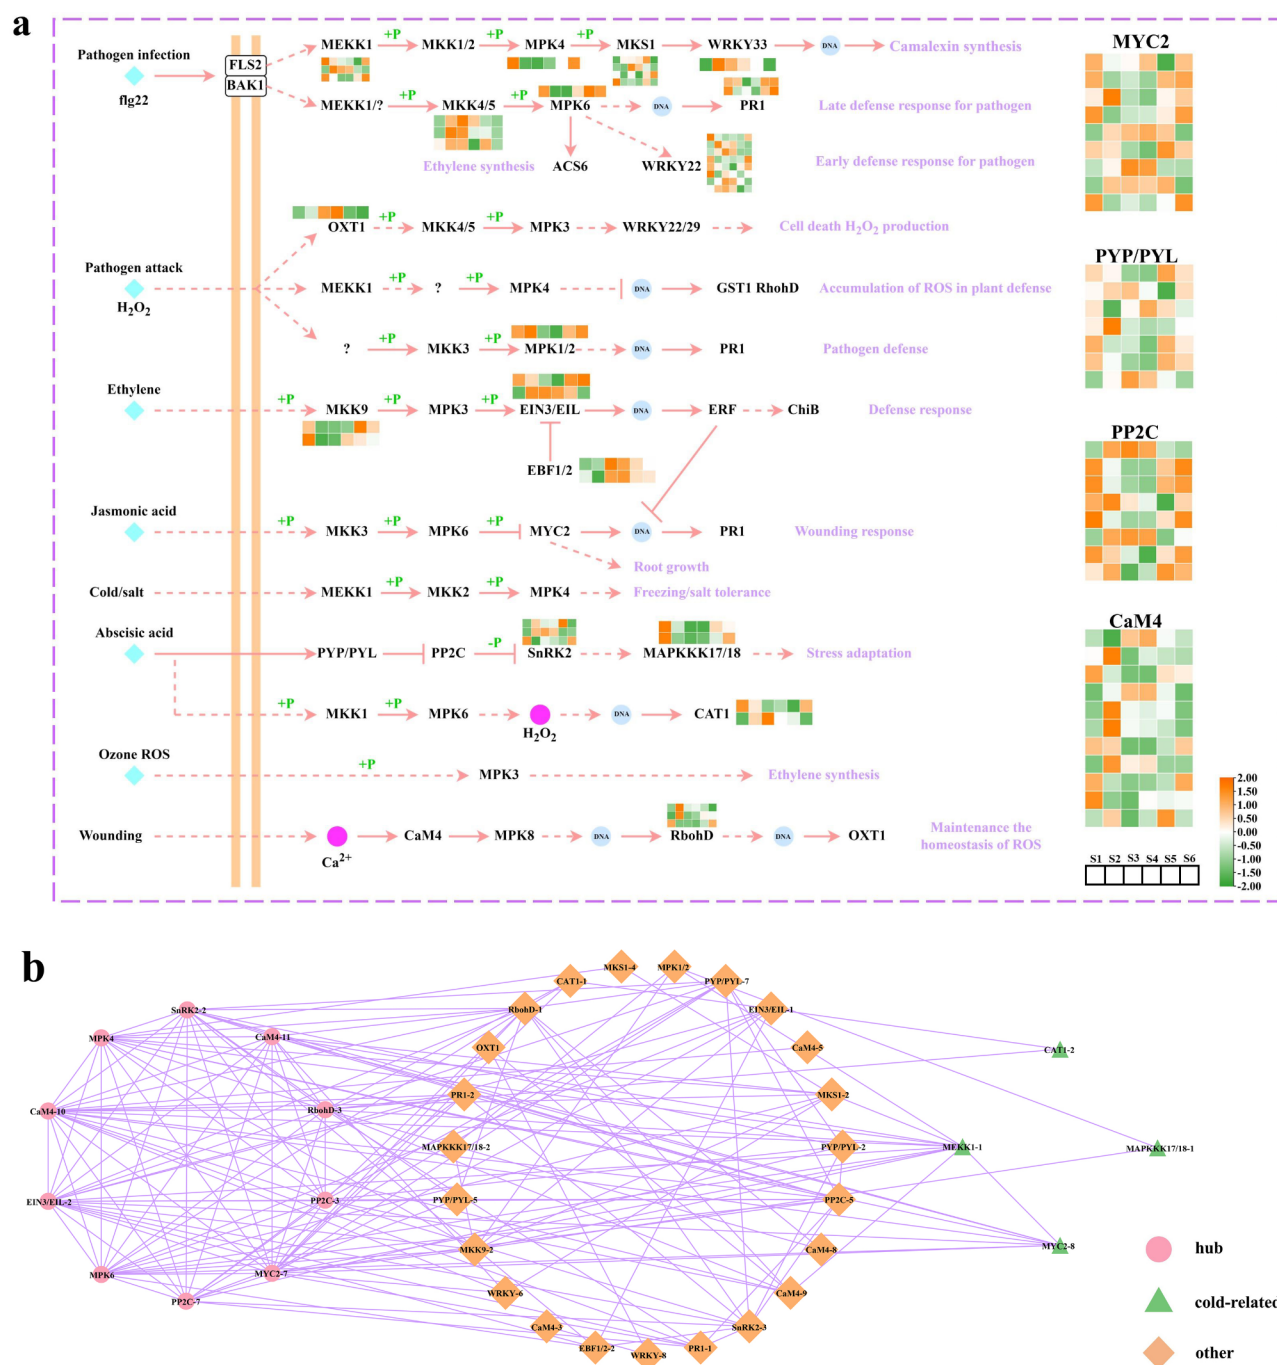 a
Pathogen infection
flg22
FLS2
BAK1
MEKK1
+P
MKK1/2
+P
MPK4
+P
MKS1
WRKY33
DNA
Camalexin synthesis
MEKK1/?
+P
MKK4/5
+P
MPK6
DNA
PR1
Late defense response for pathogen
Ethylene synthesis
ACS6
WRKY22
Early defense response for pathogen
OXT1
+P
MKK4/5
+P
MPK3
WRKY22/29
Cell death H₂O₂ production
Pathogen attack
H₂O₂
MEKK1
+P
?
+P
MPK4
DNA
GST1 RhohD
Accumulation of ROS in plant defense
?
+P
MKK3
+P
MPK1/2
DNA
PR1
Pathogen defense
Ethylene
+P
MKK9
+P
MPK3
+P
EIN3/EIL
DNA
ERF
ChiB
Defense response
EBF1/2
Jasmonic acid
+P
MKK3
+P
MPK6
+P
MYC2
DNA
PR1
Wounding response
Root growth
Cold/salt
MEKK1
+P
MKK2
+P
MPK4
Freezing/salt tolerance
Abscisic acid
PYP/PYL
PP2C
-P
SnRK2
MAPKKK17/18
Stress adaptation
+P
MKK1
+P
MPK6
H₂O₂
DNA
CAT1
Ozone ROS
+P
MPK3
Ethylene synthesis
Wounding
Ca²⁺
CaM4
MPK8
DNA
RbohD
DNA
OXT1
Maintenance the
homeostasis of ROS
MYC2
PYP/PYL
PP2C
CaM4
2.00
1.50
1.00
0.50
0.00
-0.50
-1.00
-1.50
-2.00
S1 S2 S3 S4 S5 S6
b
SnRK2-2
MPK4
CaM4-11
CaM4-10
RbohD-3
EIN3/EIL-2
PP2C-3
MPK6
MYC2-7
PP2C-7
MKS1-4
MPK1/2
CAT1-1
PYP/PYL-7
RbohD-1
EIN3/EIL-1
OXT1
CaM4-5
PR1-2
MKS1-2
MAPKKK17/18-2
PYP/PYL-2
PYP/PYL-5
PP2C-5
MKK9-2
CaM4-8
WRKY-6
CaM4-9
CaM4-3
SnRK2-3
EBF1/2-2
WRKY-8
PR1-1
CAT1-2
MEKK1-1
MAPKKK17/18-1
MYC2-8
hub
cold-related
other